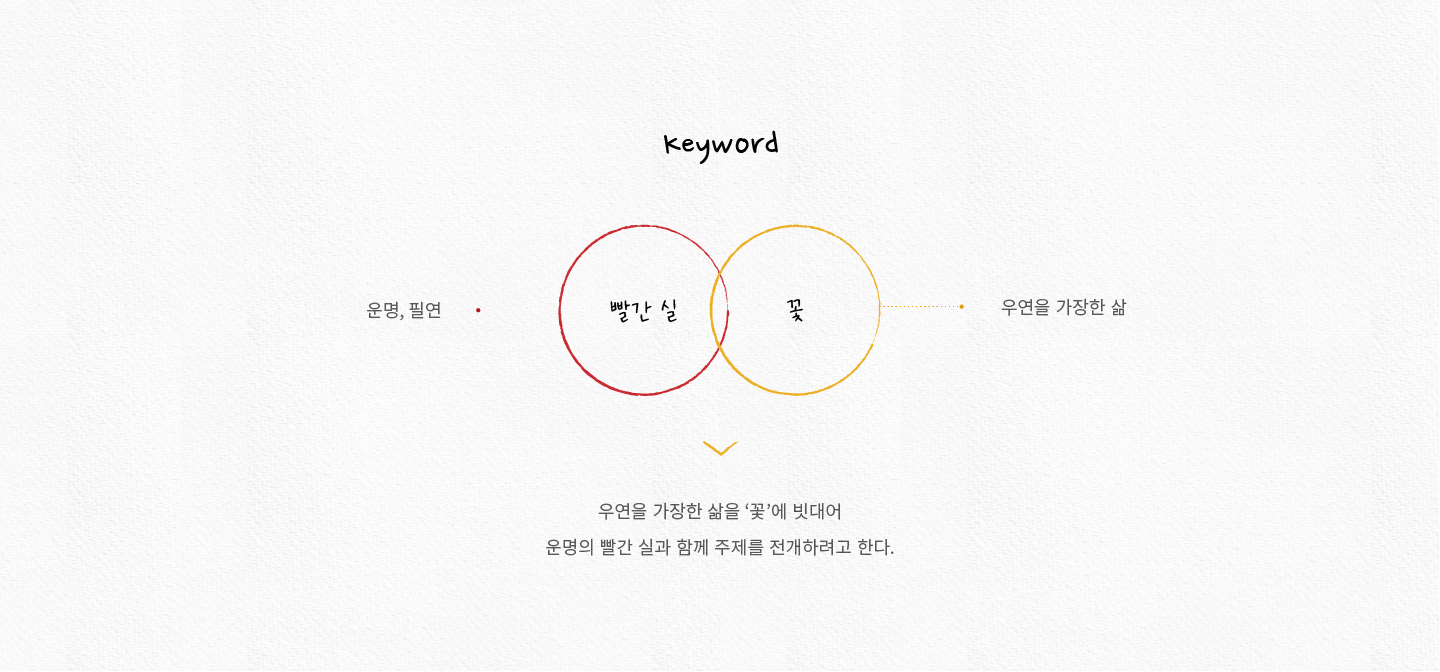 keyword
운명, 필연
빨간 실
꽃
우연을 가장한 삶
우연을 가장한 삶을 ‘꽃’에 빗대어
운명의 빨간 실과 함께 주제를 전개하려고 한다.